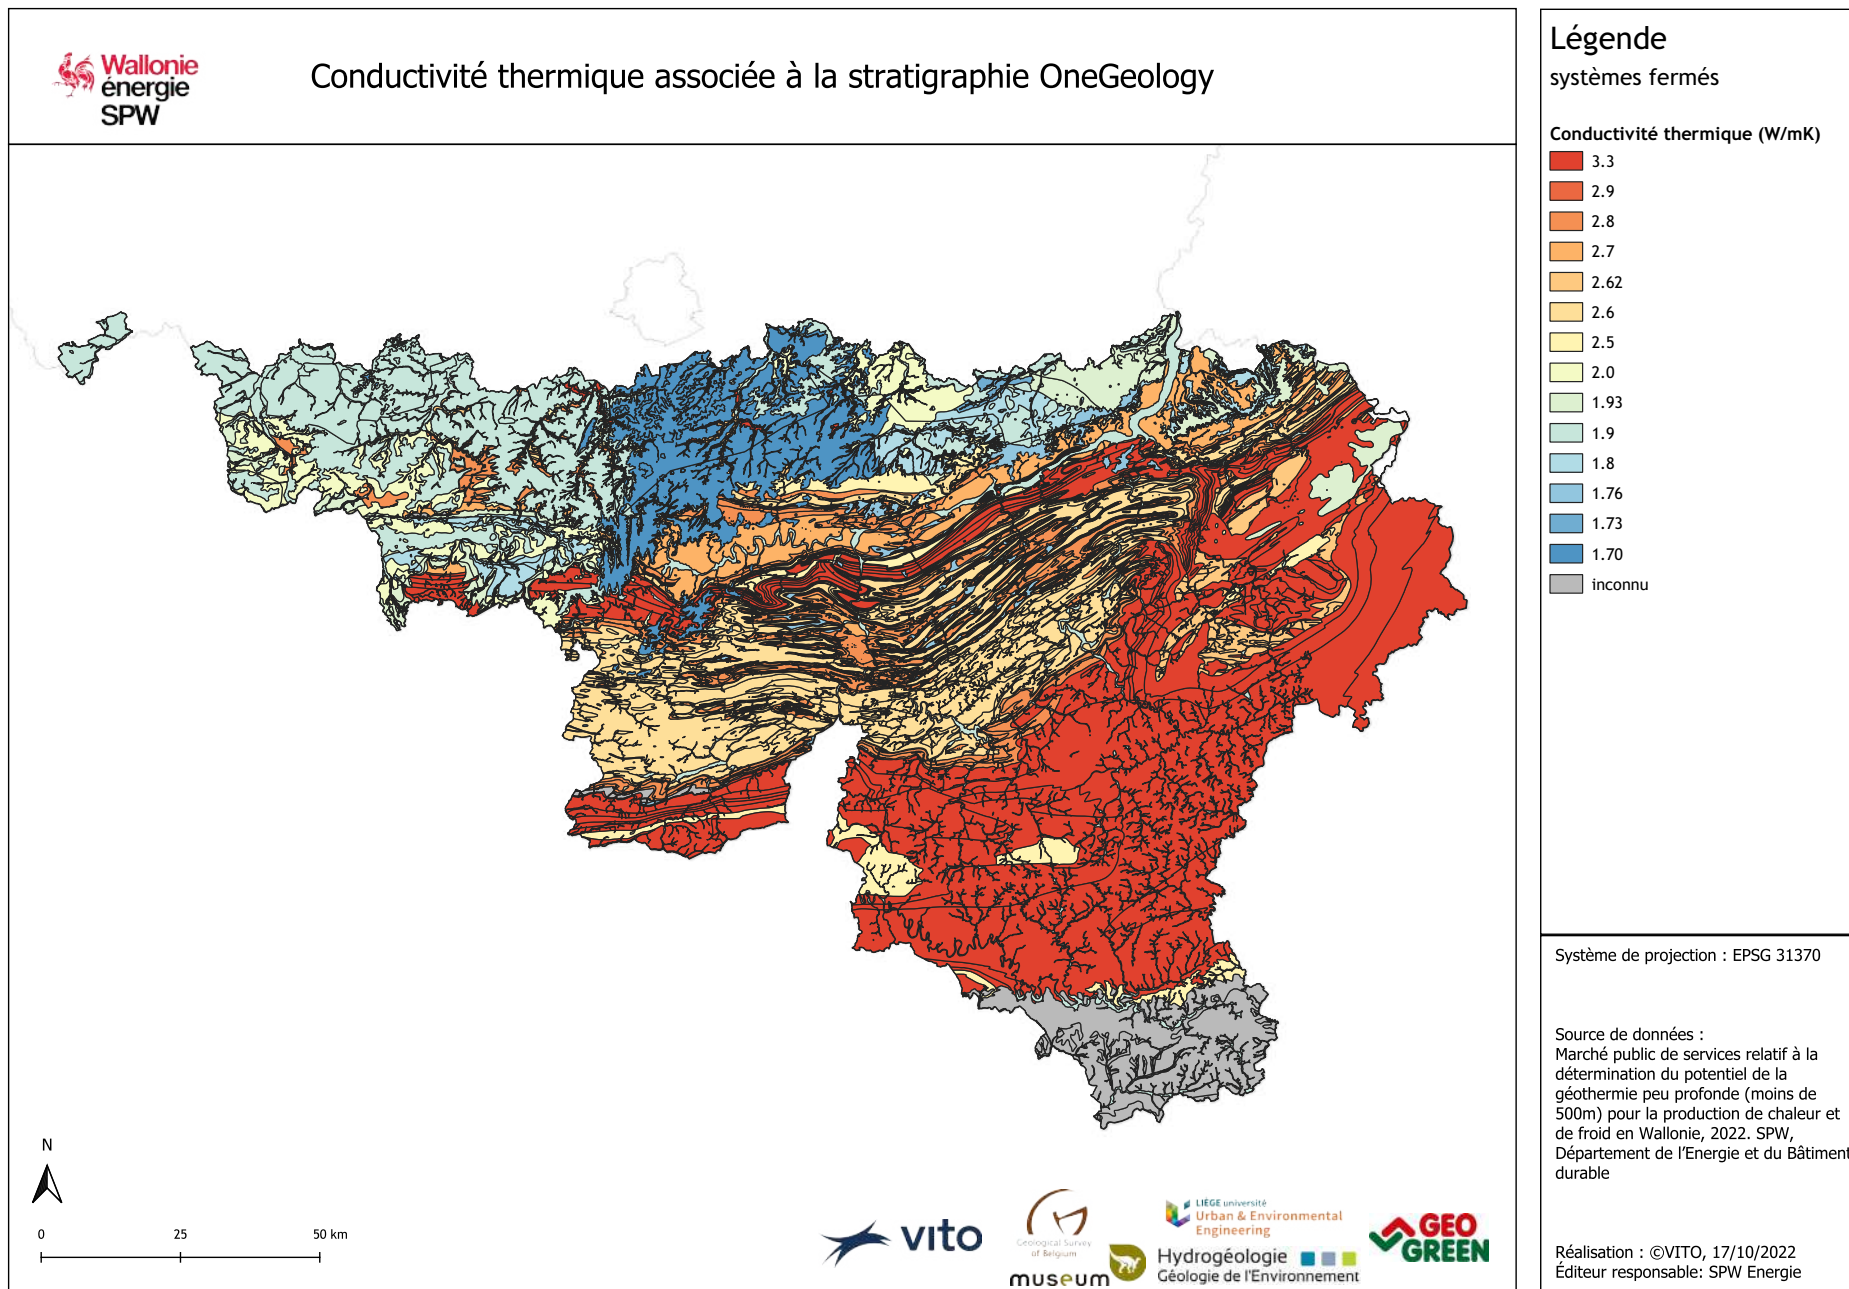 Wallonie
énergie
SPW
Conductivité thermique associée à la stratigraphie OneGeology
Légende
systèmes fermés
Conductivité thermique (W/mK)
3.3
2.9
2.8
2.7
2.62
2.6
2.5
2.0
1.93
1.9
1.8
1.76
1.73
1.70
inconnu
Système de projection : EPSG 31370
Source de données :
Marché public de services relatif à la
détermination du potentiel de la
géothermie peu profonde (moins de
500m) pour la production de chaleur et
de froid en Wallonie, 2022. SPW,
Département de l'Energie et du Bâtiment
durable
Réalisation : ©VITO, 17/10/2022
Éditeur responsable: SPW Energie
N
0 25 50 km
vito
Geological Survey
of Belgium
museum
LIÈGE université
Urban & Environmental
Engineering
Hydrogéologie
Géologie de l'Environnement
GEO
GREEN